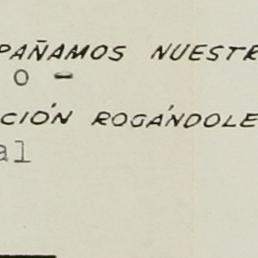 PAÑAMOS NUESTR
o -
CIÓN ROGÁNDOLE
al